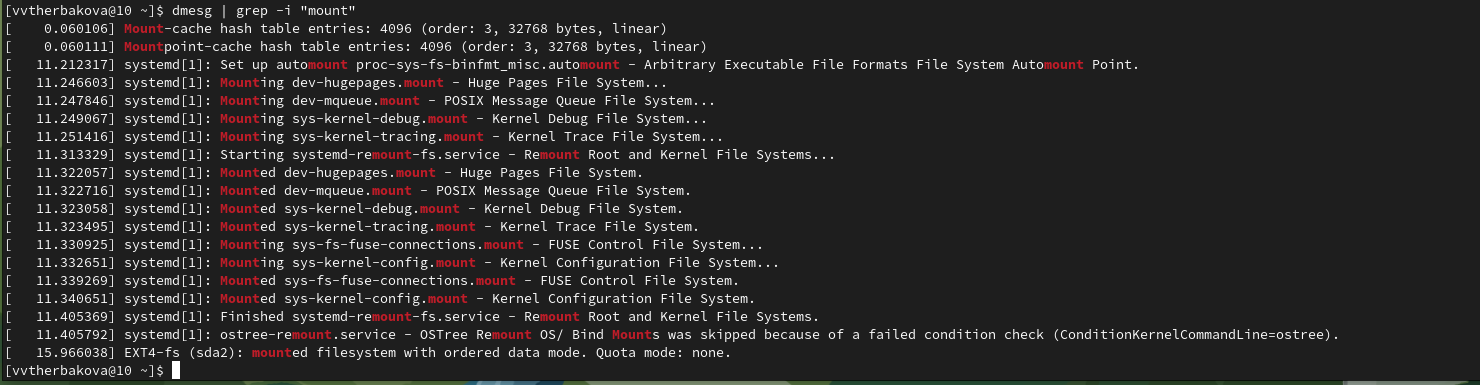 [vvtherbakova@10 ~]$ dmesg | grep -i "mount"
[    0.060106] Mount-cache hash table entries: 4096 (order: 3, 32768 bytes, linear)
[    0.060111] Mountpoint-cache hash table entries: 4096 (order: 3, 32768 bytes, linear)
[   11.212317] systemd[1]: Set up automount proc-sys-fs-binfmt_misc.automount - Arbitrary Executable File Formats File System Automount Point.
[   11.246603] systemd[1]: Mounting dev-hugepages.mount - Huge Pages File System...
[   11.247846] systemd[1]: Mounting dev-mqueue.mount - POSIX Message Queue File System...
[   11.249067] systemd[1]: Mounting sys-kernel-debug.mount - Kernel Debug File System...
[   11.251416] systemd[1]: Mounting sys-kernel-tracing.mount - Kernel Trace File System...
[   11.313329] systemd[1]: Starting systemd-remount-fs.service - Remount Root and Kernel File Systems...
[   11.322057] systemd[1]: Mounted dev-hugepages.mount - Huge Pages File System.
[   11.322716] systemd[1]: Mounted dev-mqueue.mount - POSIX Message Queue File System.
[   11.323058] systemd[1]: Mounted sys-kernel-debug.mount - Kernel Debug File System.
[   11.323495] systemd[1]: Mounted sys-kernel-tracing.mount - Kernel Trace File System.
[   11.330925] systemd[1]: Mounting sys-fs-fuse-connections.mount - FUSE Control File System...
[   11.332651] systemd[1]: Mounting sys-kernel-config.mount - Kernel Configuration File System...
[   11.339269] systemd[1]: Mounted sys-fs-fuse-connections.mount - FUSE Control File System.
[   11.340651] systemd[1]: Mounted sys-kernel-config.mount - Kernel Configuration File System.
[   11.405369] systemd[1]: Finished systemd-remount-fs.service - Remount Root and Kernel File Systems.
[   11.405792] systemd[1]: ostree-remount.service - OSTree Remount OS/ Bind Mounts was skipped because of a failed condition check (ConditionKernelCommandLine=ostree).
[   15.966038] EXT4-fs (sda2): mounted filesystem with ordered data mode. Quota mode: none.
[vvtherbakova@10 ~]$